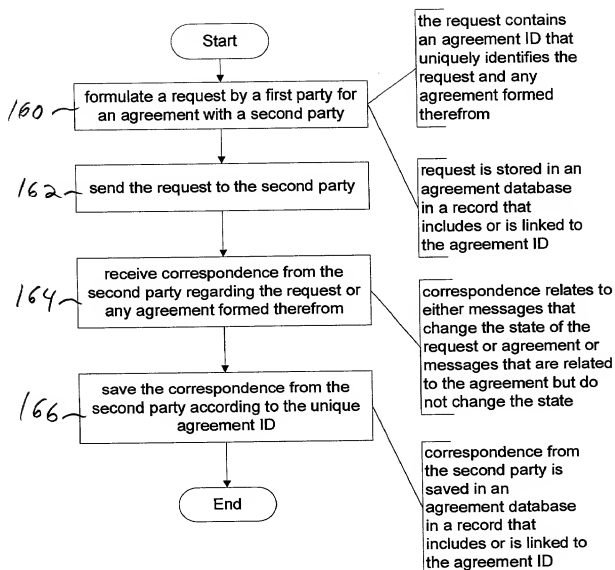 Start
the request contains
an agreement ID that
uniquely identifies the
request and any
agreement formed
therefrom
160
formulate a request by a first party for
an agreement with a second party
request is stored in an
agreement database
in a record that
includes or is linked to
the agreement ID
162
send the request to the second party
164
receive correspondence from the
second party regarding the request or
any agreement formed therefrom
correspondence relates to
either messages that
change the state of the
request or agreement or
messages that are related
to the agreement but do
not change the state
166
save the correspondence from the
second party according to the unique
agreement ID
correspondence from
the second party is
saved in an
agreement database
in a record that
includes or is linked to
the agreement ID
End